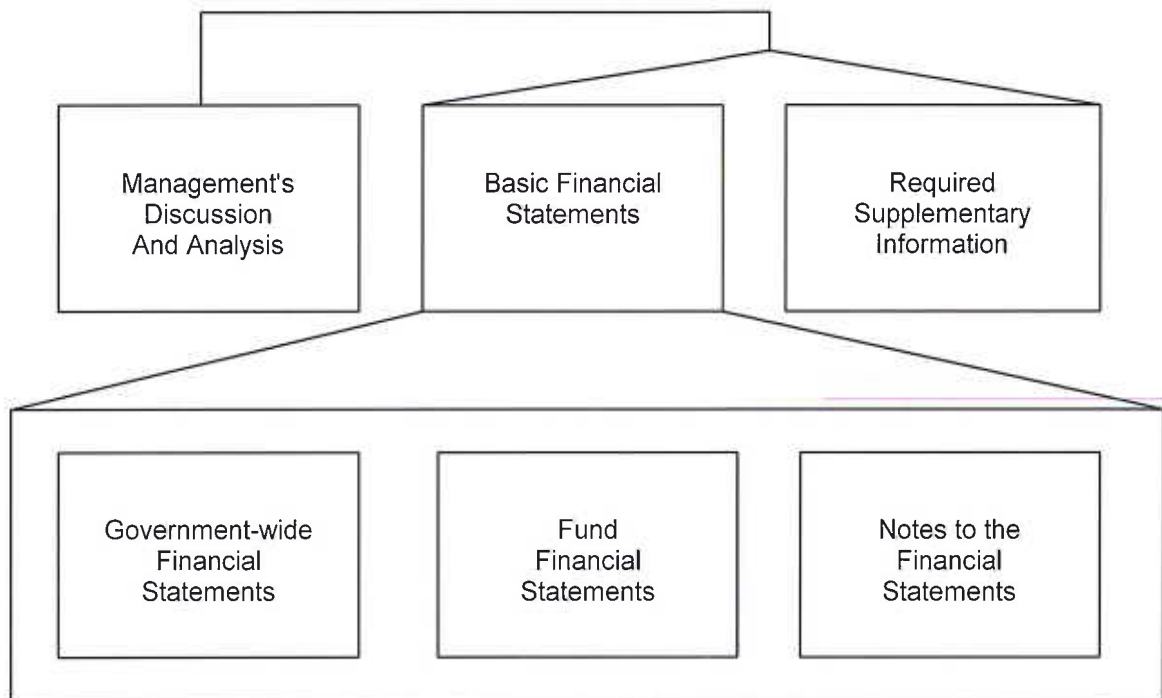 Management's
Discussion
And Analysis
Basic Financial
Statements
Required
Supplementary
Information
Government-wide
Financial
Statements
Fund
Financial
Statements
Notes to the
Financial
Statements